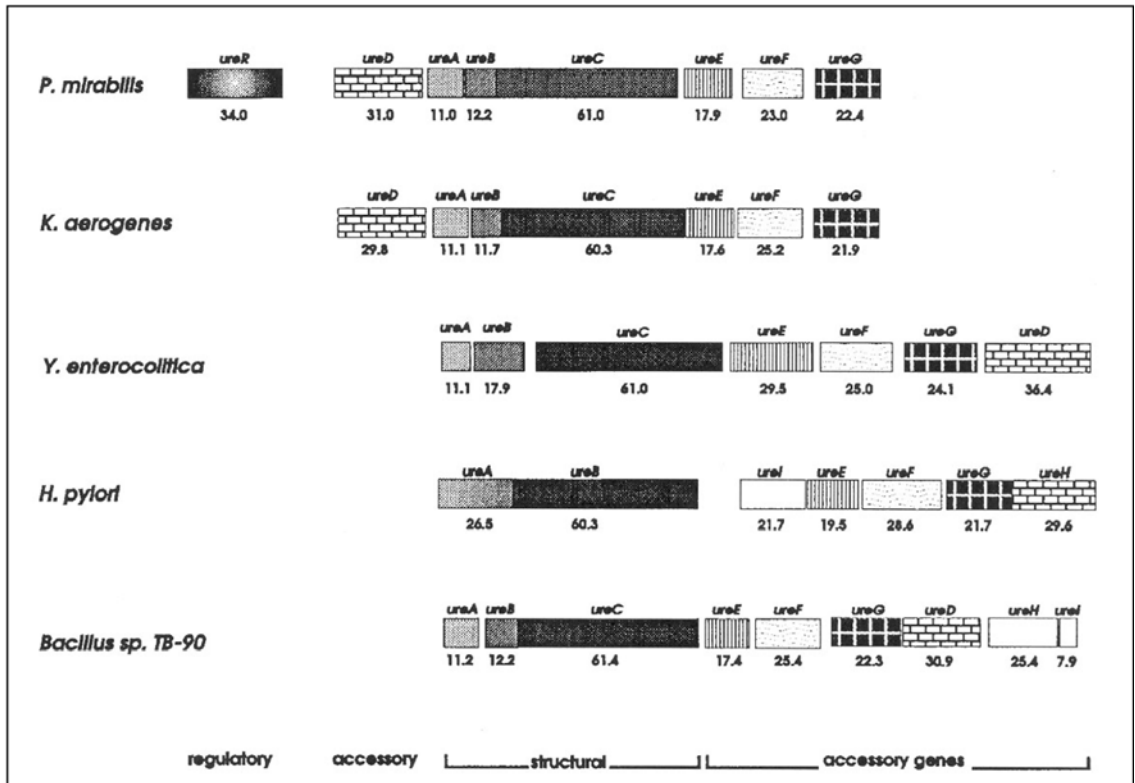 ureR ureD ureA ureB ureC ureE ureF ureG
P. mirabilis
34.0 31.0 11.0 12.2 61.0 17.9 23.0 22.4
ureD ureA ureB ureC ureE ureF ureG
K. aerogenes
29.8 11.1 11.7 60.3 17.6 25.2 21.9
ureA ureB ureC ureE ureF ureG ureD
Y. enterocolitica
11.1 17.9 61.0 29.5 25.0 24.1 36.4
ureA ureB ureI ureE ureF ureG ureH
H. pylori
26.5 60.3 21.7 19.5 28.6 21.7 29.6
ureA ureB ureC ureE ureF ureG ureD ureH ureI
Bacillus sp. TB-90
11.2 12.2 61.4 17.4 25.4 22.3 30.9 25.4 7.9
regulatory accessory structural accessory genes